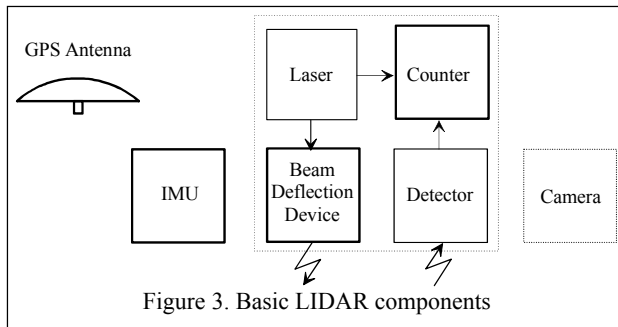 GPS Antenna
Laser
Counter
IMU
Beam
Deflection
Device
Detector
Camera
Figure 3. Basic LIDAR components